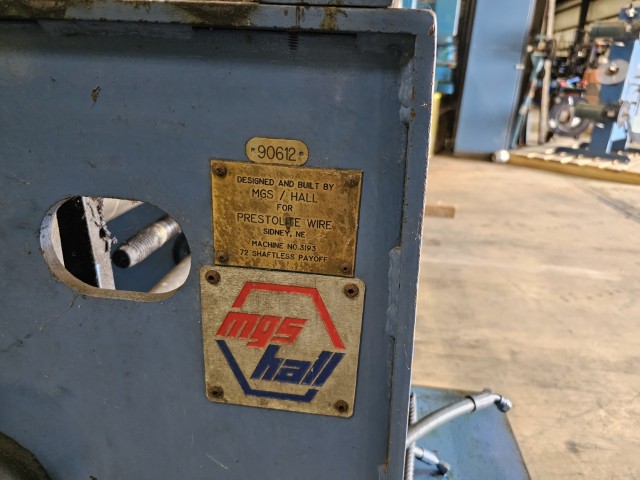 90612
DESIGNED AND BUILT BY
MGS / HALL
FOR
PRESTOLITE WIRE
SIDNEY, NE
MACHINE NO. 3193
72 SHAFTLESS PAYOFF
mgs
hall